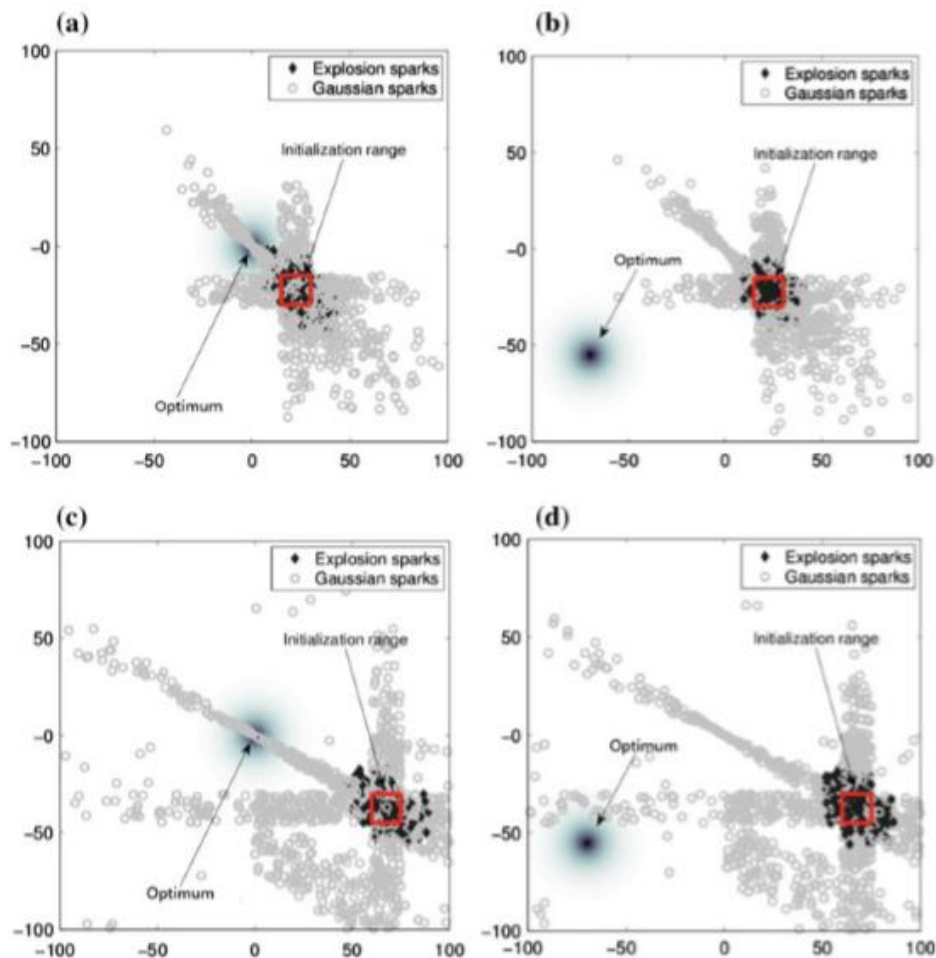 (a)
100
Explosion sparks
Gaussian sparks
Initialization range
50
-0
Optimum
-50
-100
-100 -50 0 50 100
(b)
100
Explosion sparks
Gaussian sparks
Initialization range
50
-0
Optimum
-50
-100
-100 -50 0 50 100
(c)
100
Explosion sparks
Gaussian sparks
Initialization range
50
-0
-50
Optimum
-100
-100 -50 0 50 100
(d)
100
Explosion sparks
Gaussian sparks
Initialization range
50
-0
Optimum
-50
-100
-100 -50 0 50 100